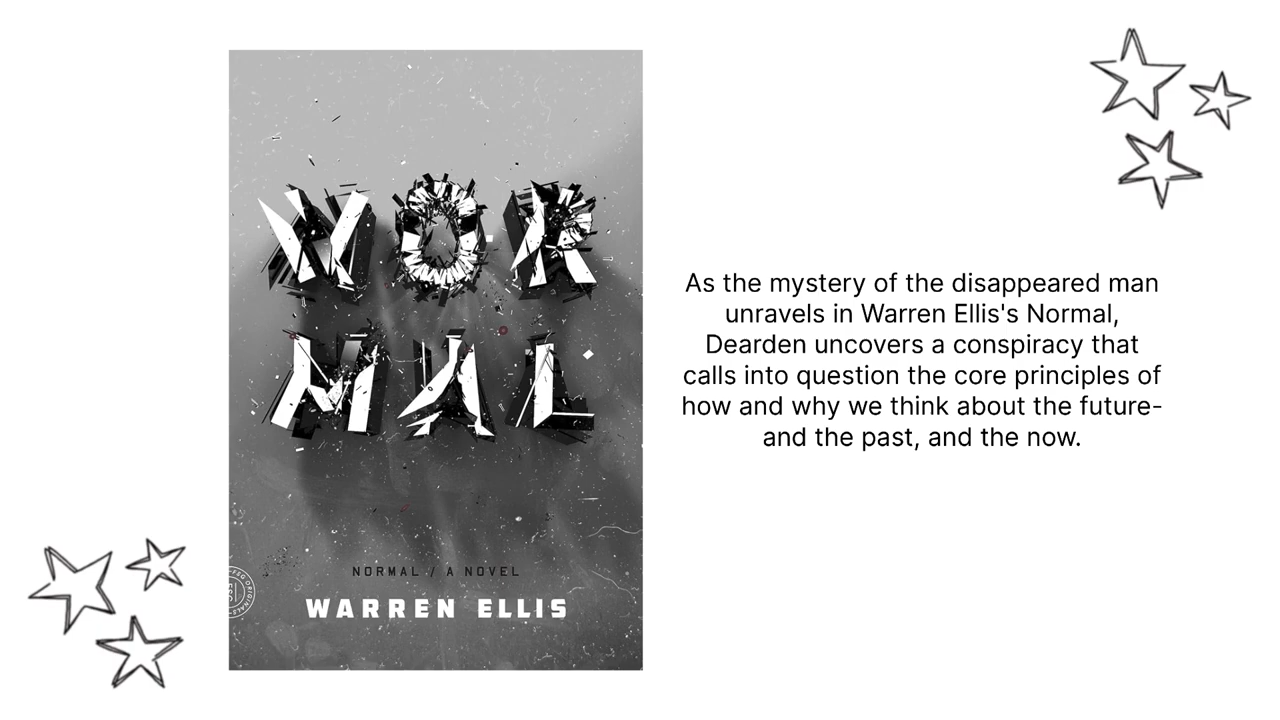 NOR
MAL
NORMAL / A NOVEL
WARREN ELLIS
FSG ORIGINALS
As the mystery of the disappeared man
unravels in Warren Ellis's Normal,
Dearden uncovers a conspiracy that
calls into question the core principles of
how and why we think about the future-
and the past, and the now.